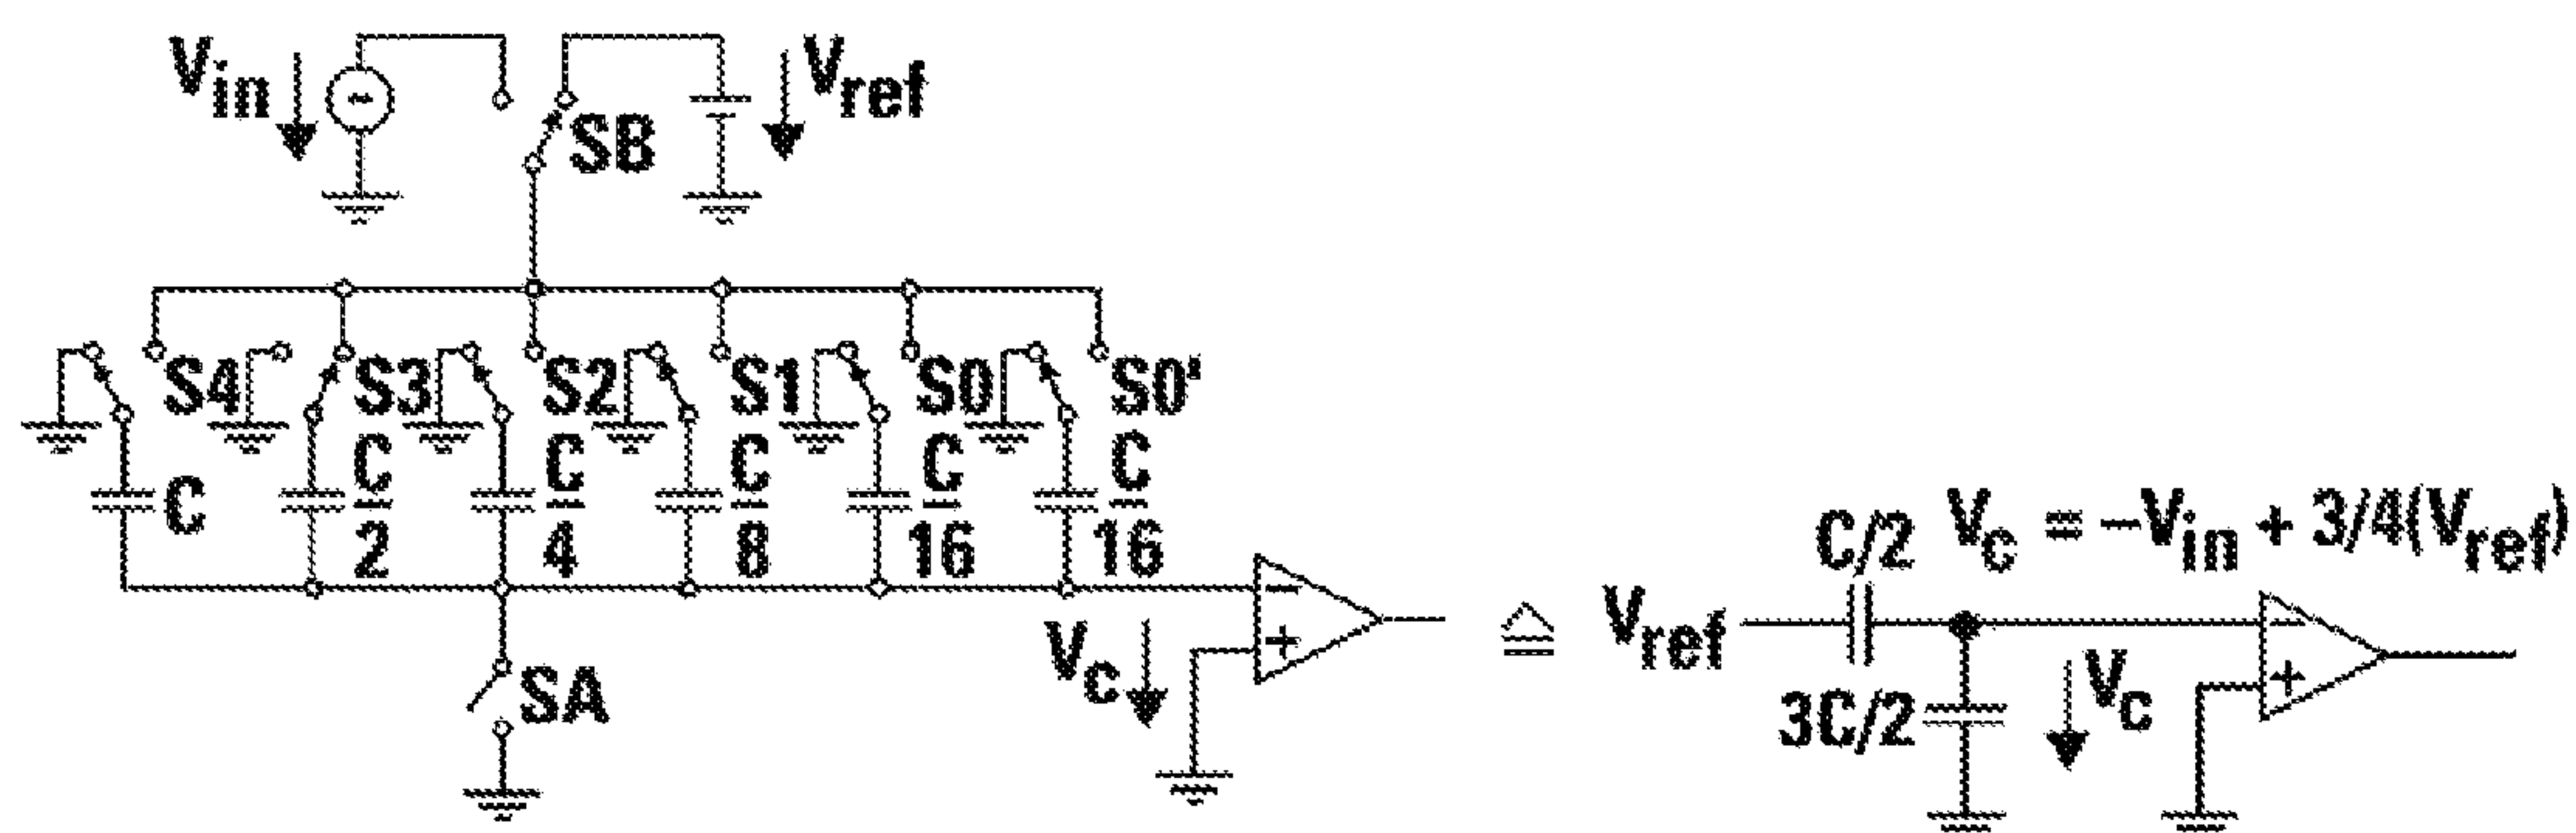 Vin
Vref
SB
S4 S3 S2 S1 S0 S0'
C C/2 C/4 C/8 C/16 C/16
Vc
SA
≙
Vref
C/2
Vc = –Vin + 3/4(Vref)
3C/2
Vc